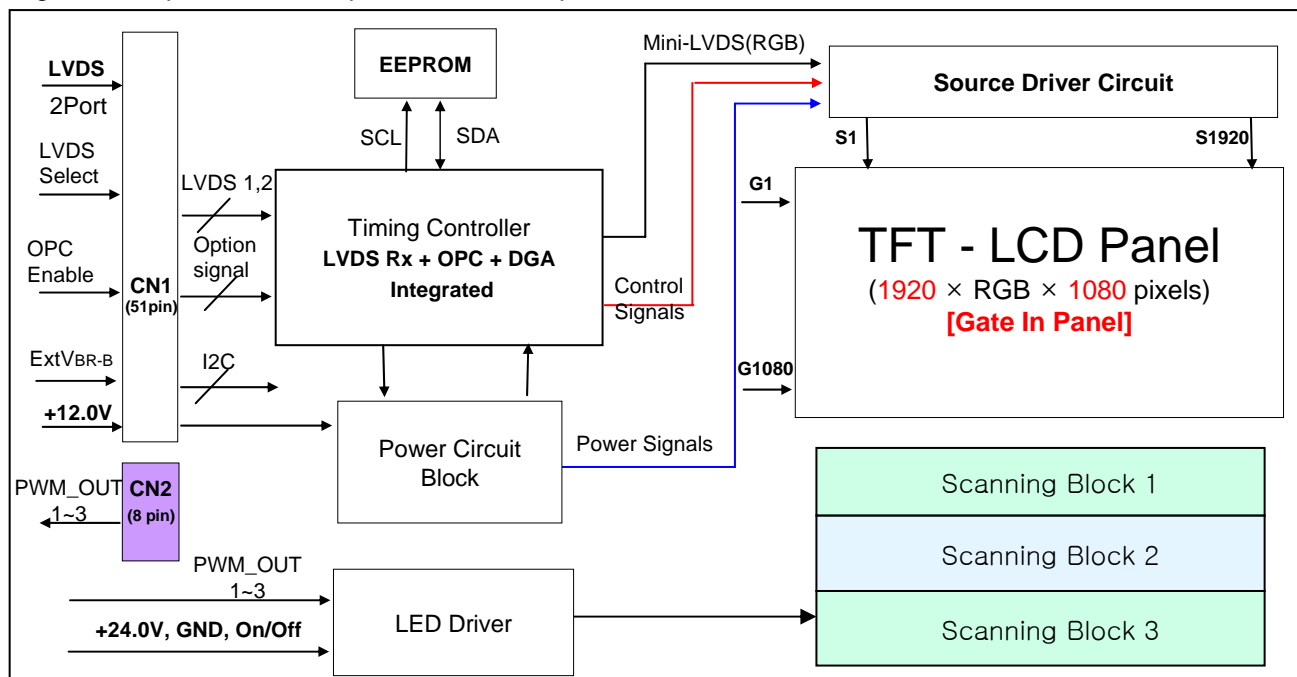 LVDS
2Port
LVDS
Select
OPC
Enable
ExtVBR-B
+12.0V
CN1
(51pin)
PWM_OUT
1~3
CN2
(8 pin)
LVDS 1,2
Option
signal
I2C
EEPROM
SCL
SDA
Timing Controller
LVDS Rx + OPC + DGA
Integrated
Power Circuit
Block
Mini-LVDS(RGB)
Control
Signals
Power Signals
Source Driver Circuit
S1
S1920
G1
G1080
TFT - LCD Panel
(1920 × RGB × 1080 pixels)
[Gate In Panel]
PWM_OUT
1~3
+24.0V, GND, On/Off
LED Driver
Scanning Block 1
Scanning Block 2
Scanning Block 3